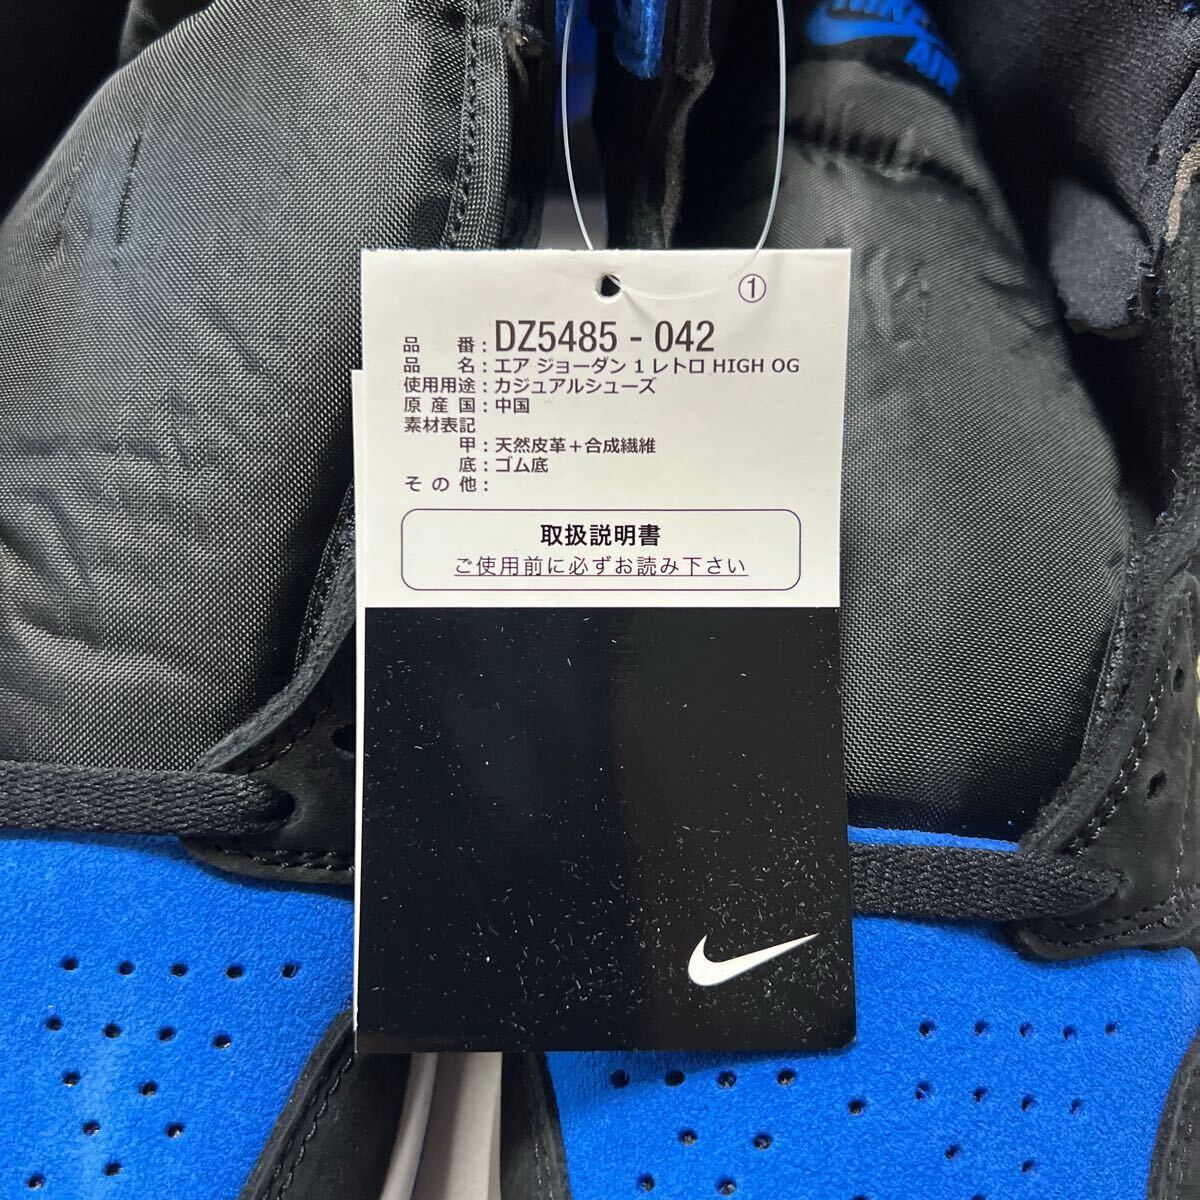 NIKE
AIR
①
品番：DZ5485 - 042
品名：エア ジョーダン 1 レトロ HIGH OG
使用用途：カジュアルシューズ
原産国：中国
素材表記
甲：天然皮革＋合成繊維
底：ゴム底
その他：
取扱説明書
ご使用前に必ずお読み下さい